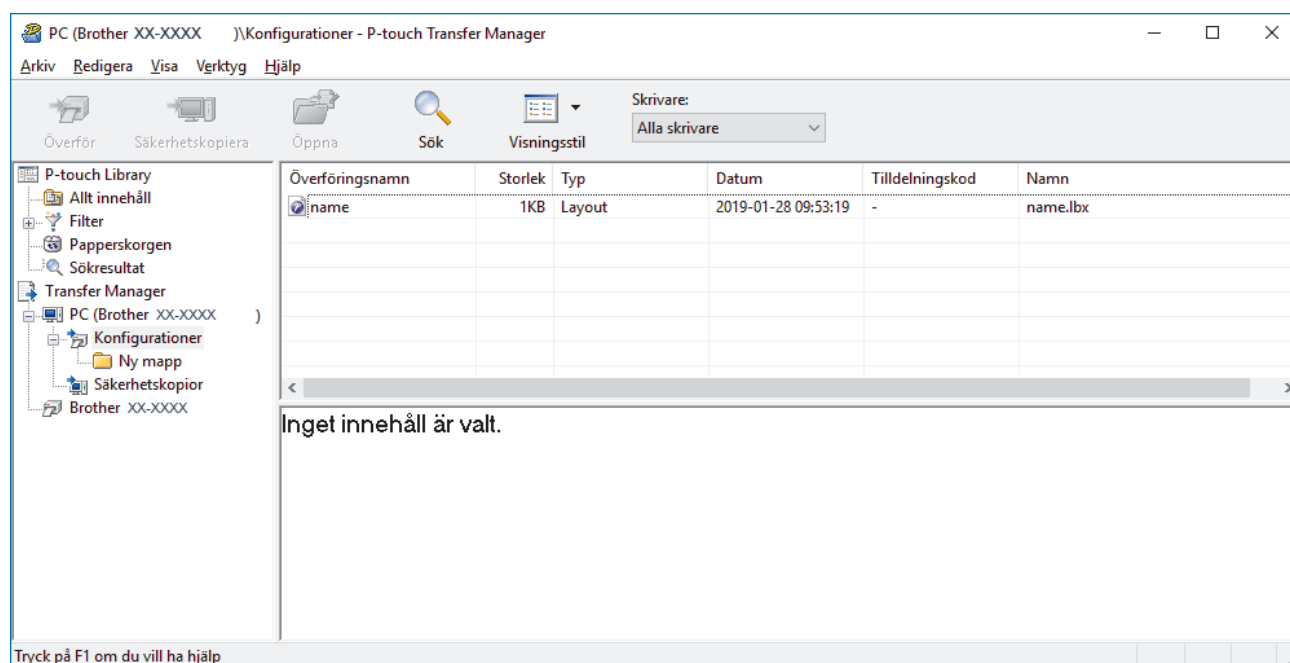 PC (Brother XX-XXXX )\Konfigurationer - P-touch Transfer Manager
Arkiv Redigera Visa Verktyg Hjälp
Överför Säkerhetskopiera Öppna Sök Visningsstil Skrivare: Alla skrivare
P-touch Library
Allt innehåll
Filter
Papperskorgen
Sökresultat
Transfer Manager
PC (Brother XX-XXXX )
Konfigurationer
Ny mapp
Säkerhetskopior
Brother XX-XXXX
Överföringsnamn Storlek Typ Datum Tilldelningskod Namn
name 1KB Layout 2019-01-28 09:53:19 - name.lbx
Inget innehåll är valt.
Tryck på F1 om du vill ha hjälp